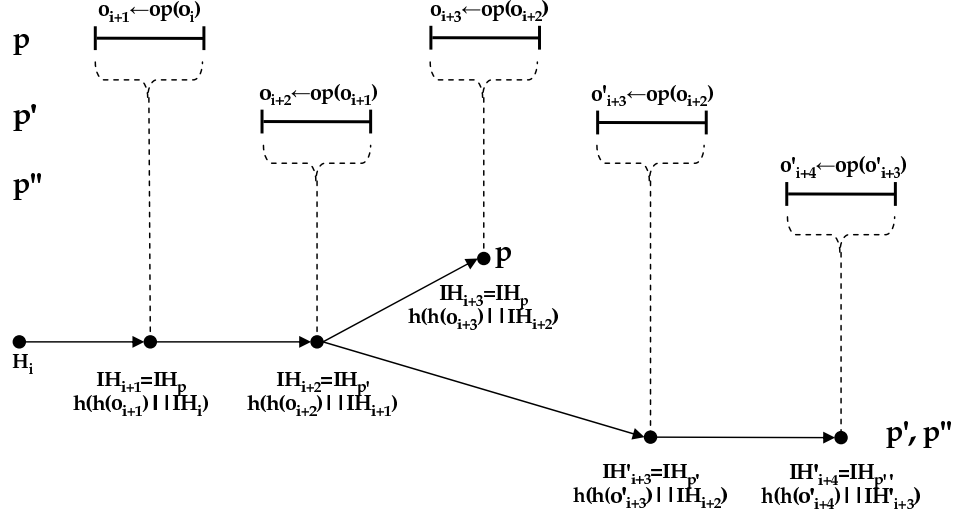 o_{i+1}←op(o_i)
o_{i+3}←op(o_{i+2})
p
o_{i+2}←op(o_{i+1})
o'_{i+3}←op(o_{i+2})
p'
o'_{i+4}←op(o'_{i+3})
p''
p
IH_{i+3}=IH_p
h(h(o_{i+3})||IH_{i+2})
H_i
IH_{i+1}=IH_p
h(h(o_{i+1})||IH_i)
IH_{i+2}=IH_{p'}
h(h(o_{i+2})||IH_{i+1})
p', p''
IH'_{i+3}=IH_{p'}
h(h(o'_{i+3})||IH_{i+2})
IH'_{i+4}=IH_{p''}
h(h(o'_{i+4})||IH'_{i+3})